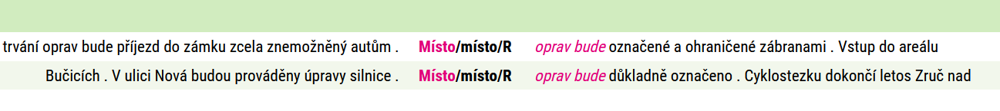 trvání oprav bude příjezd do zámku zcela znemožněný autům . Místo/místo/R oprav bude označené a ohraničené zábranami . Vstup do areálu
Bučicích . V ulici Nová budou prováděny úpravy silnice . Místo/místo/R oprav bude důkladně označeno . Cyklostezku dokončí letos Zruč nad